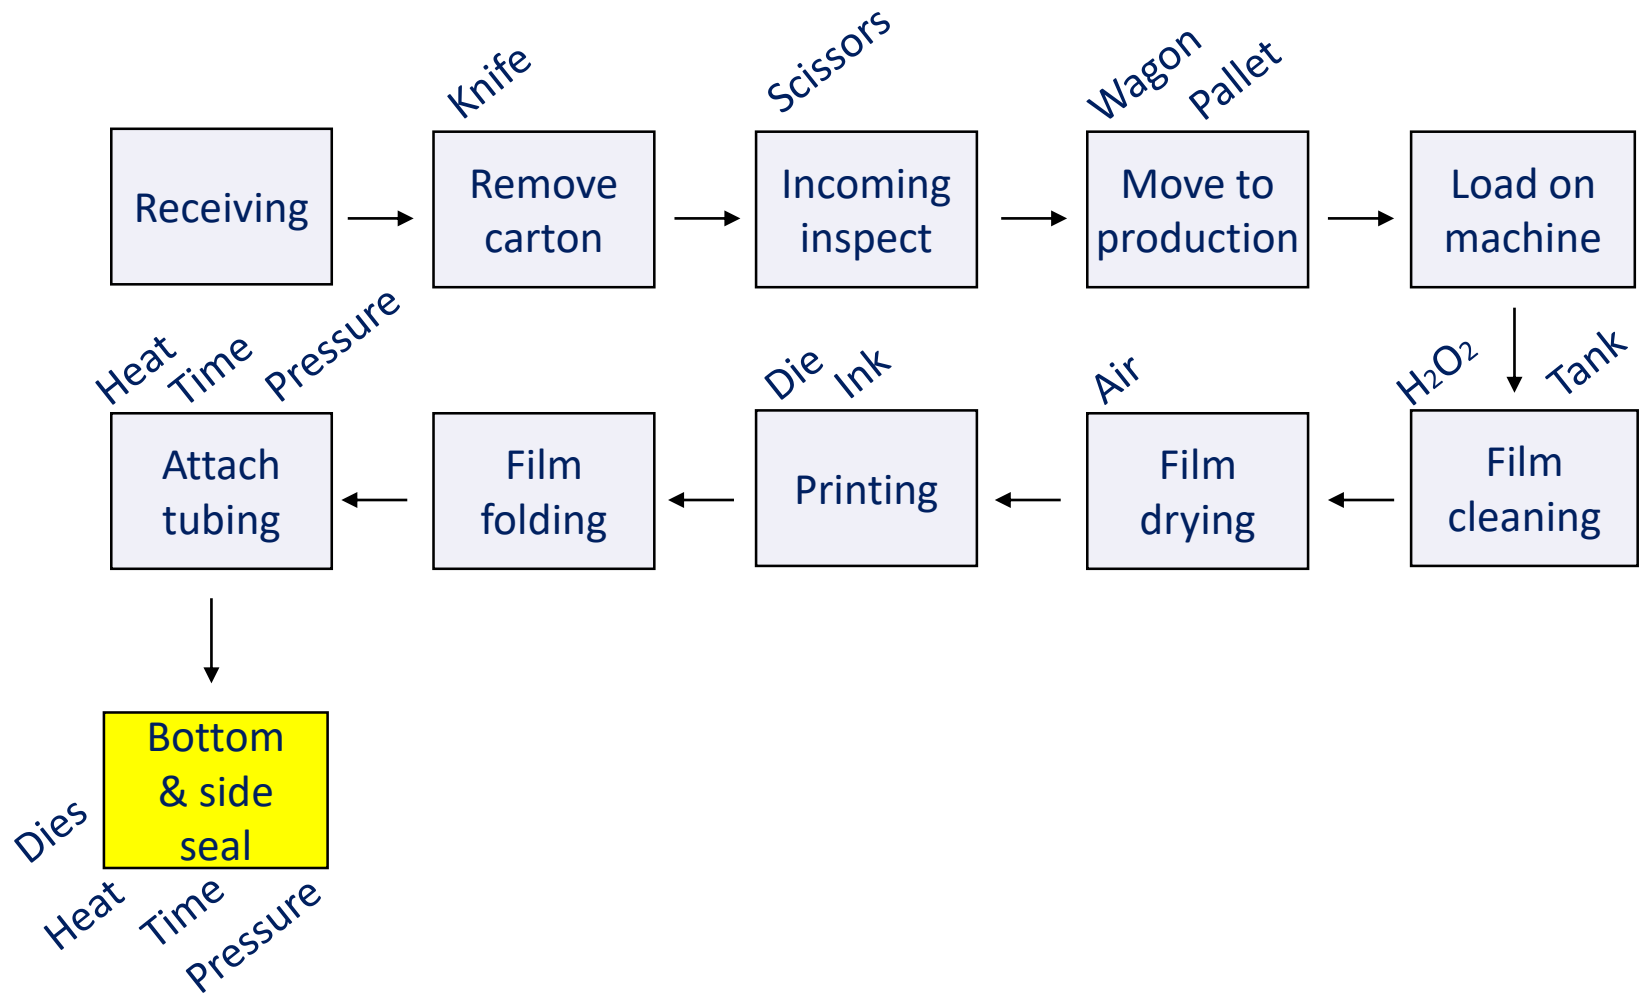 Knife
Scissors
Wagon
Pallet
Receiving
Remove
carton
Incoming
inspect
Move to
production
Load on
machine
Heat
Time
Pressure
Die
Ink
Air
H₂O₂
Tank
Attach
tubing
Film
folding
Printing
Film
drying
Film
cleaning
Bottom
& side
seal
Dies
Heat
Time
Pressure